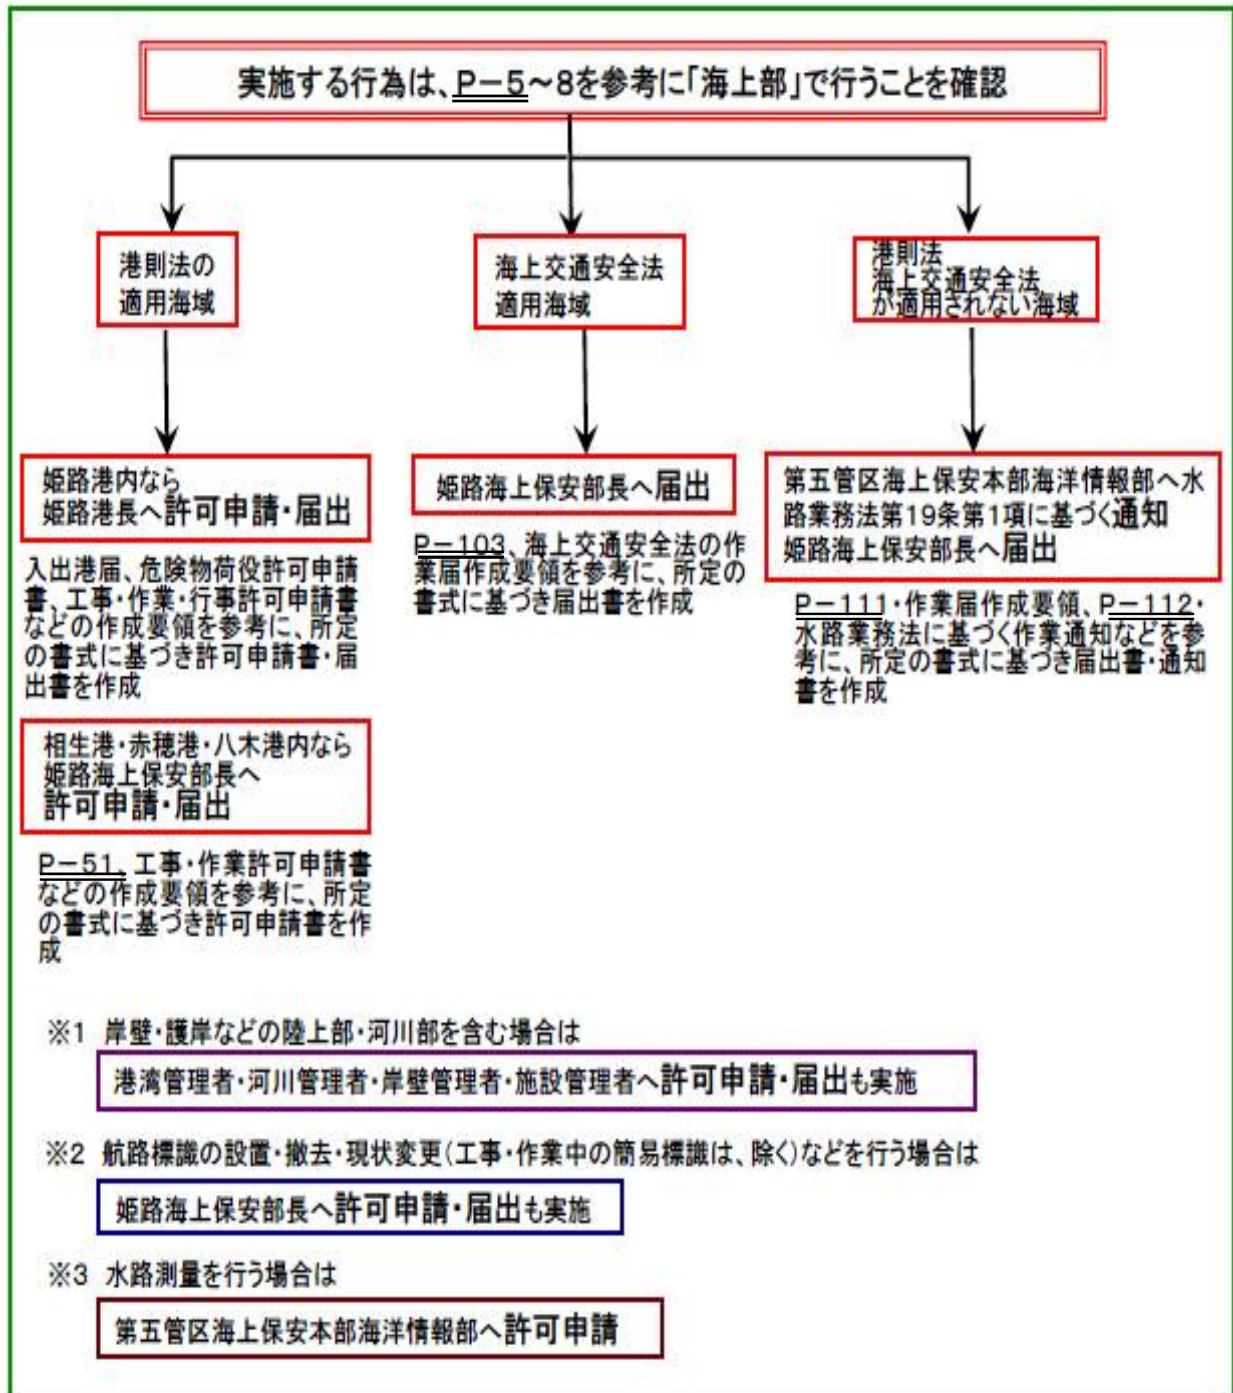 実施する行為は、P－5～8を参考に「海上部」で行うことを確認
港則法の
適用海域
海上交通安全法
適用海域
港則法
海上交通安全法
が適用されない海域
姫路港内なら
姫路港長へ許可申請・届出
入出港届、危険物荷役許可申請
書、工事・作業・行事許可申請書
などの作成要領を参考に、所定
の書式に基づき許可申請書・届
出書を作成
相生港・赤穂港・八木港内なら
姫路海上保安部長へ
許可申請・届出
P－51、工事・作業許可申請書
などの作成要領を参考に、所定
の書式に基づき許可申請書を作
成
姫路海上保安部長へ届出
P－103、海上交通安全法の作
業届作成要領を参考に、所定の
書式に基づき届出書を作成
第五管区海上保安本部海洋情報部へ水
路業務法第19条第1項に基づく通知
姫路海上保安部長へ届出
P－111・作業届作成要領、P－112・
水路業務法に基づく作業通知などを参
考に、所定の書式に基づき届出書・通知
書を作成
※1 岸壁・護岸などの陸上部・河川部を含む場合は
港湾管理者・河川管理者・岸壁管理者・施設管理者へ許可申請・届出も実施
※2 航路標識の設置・撤去・現状変更(工事・作業中の簡易標識は、除く)などを行う場合は
姫路海上保安部長へ許可申請・届出も実施
※3 水路測量を行う場合は
第五管区海上保安本部海洋情報部へ許可申請